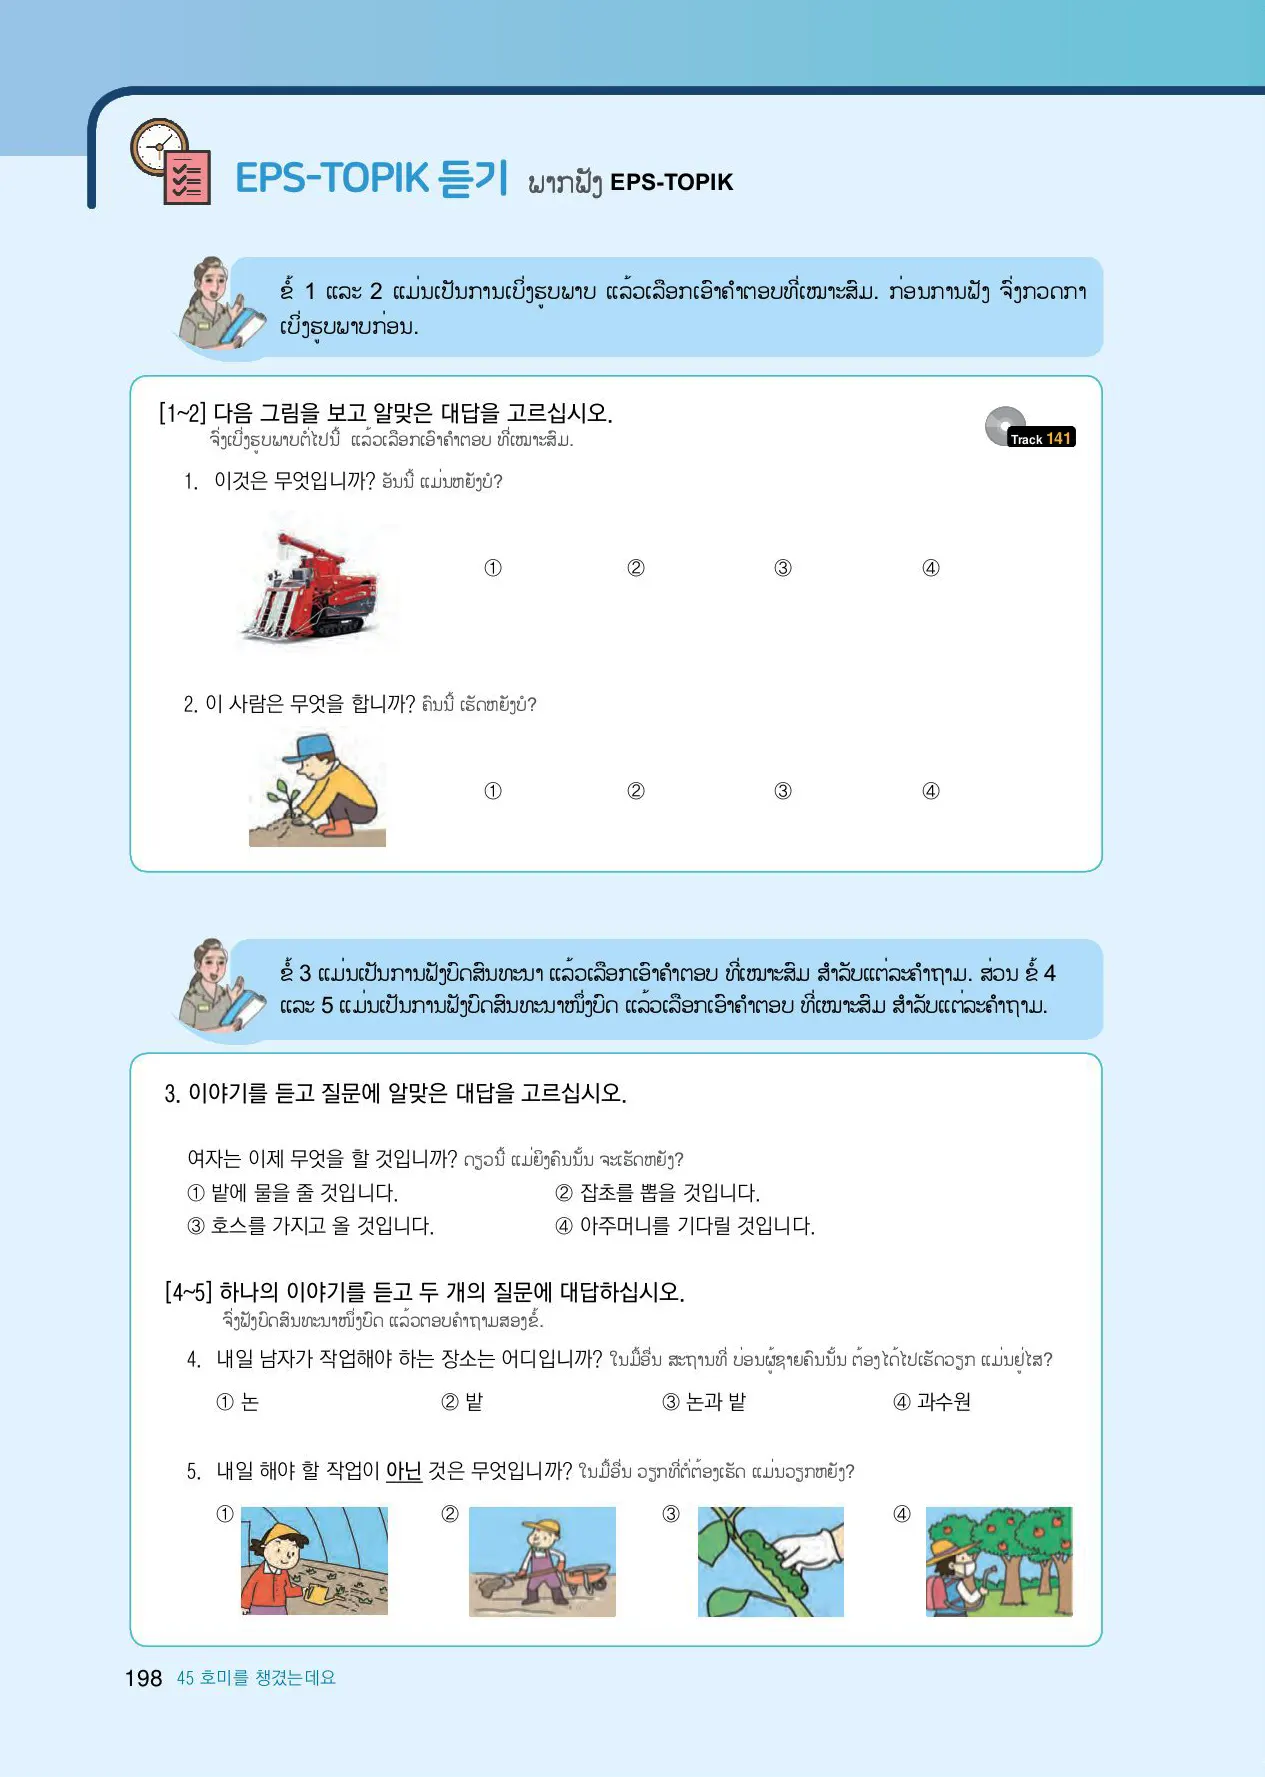 EPS-TOPIK 듣기 ພາກຟັງ EPS-TOPIK
ຂໍ້ 1 ແລະ 2 ແມ່ນເປັນການເບິ່ງຮູບພາບ ແລ້ວເລືອກເອົາຄຳຕອບທີ່ເໝາະສົມ. ກ່ອນການຟັງ ຈົ່ງກວດກາ
ເບິ່ງຮູບພາບກ່ອນ.
[1~2] 다음 그림을 보고 알맞은 대답을 고르십시오.
ຈົ່ງເບີ່ງຮູບພາບຕໍ່ໄປນີ້ ແລ້ວເລືອກເອົາຄຳຕອບ ທີ່ເໝາະສົມ.
Track 141
1. 이것은 무엇입니까? ອັນນີ້ ແມ່ນຫຍັງບໍ?
① ② ③ ④
2. 이 사람은 무엇을 합니까? ຄົນນີ້ ເຮັດຫຍັງບໍ?
① ② ③ ④
ຂໍ້ 3 ແມ່ນເປັນການຟັງບົດສົນທະນາ ແລ້ວເລືອກເອົາຄຳຕອບ ທີ່ເໝາະສົມ ສຳລັບແຕ່ລະຄຳຖາມ. ສ່ວນ ຂໍ້ 4
ແລະ 5 ແມ່ນເປັນການຟັງບົດສົນທະນາໜຶ່ງບົດ ແລ້ວເລືອກເອົາຄຳຕອບ ທີ່ເໝາະສົມ ສຳລັບແຕ່ລະຄຳຖາມ.
3. 이야기를 듣고 질문에 알맞은 대답을 고르십시오.
여자는 이제 무엇을 할 것입니까? ດຽວນີ້ ແມ່ຍິງຄົນນັ້ນ ຈະເຮັດຫຍັງ?
① 밭에 물을 줄 것입니다. ② 잡초를 뽑을 것입니다.
③ 호스를 가지고 올 것입니다. ④ 아주머니를 기다릴 것입니다.
[4~5] 하나의 이야기를 듣고 두 개의 질문에 대답하십시오.
ຈົ່ງຟັງບົດສົນທະນາໜຶ່ງບົດ ແລ້ວຕອບຄຳຖາມສອງຂໍ້.
4. 내일 남자가 작업해야 하는 장소는 어디입니까? ໃນມື້ອື່ນ ສະຖານທີ່ ບ່ອນຜູ້ຊາຍຄົນນັ້ນ ຕ້ອງໄດ້ໄປເຮັດວຽກ ແມ່ນຢູ່ໃສ?
① 논 ② 밭 ③ 논과 밭 ④ 과수원
5. 내일 해야 할 작업이 아닌 것은 무엇입니까? ໃນມື້ອື່ນ ວຽກທີ່ຕໍ່ຕ້ອງເຮັດ ແມ່ນວຽກຫຍັງ?
① ② ③ ④
198 45 호미를 챙겼는데요